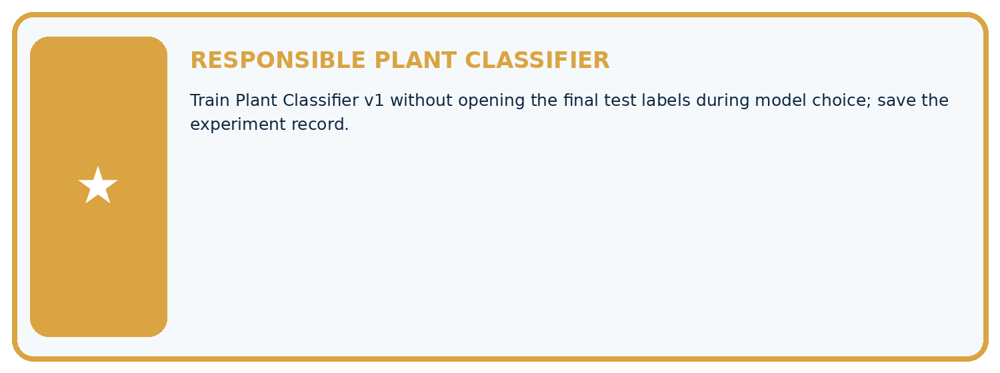 RESPONSIBLE PLANT CLASSIFIER
Train Plant Classifier v1 without opening the final test labels during model choice; save the
experiment record.